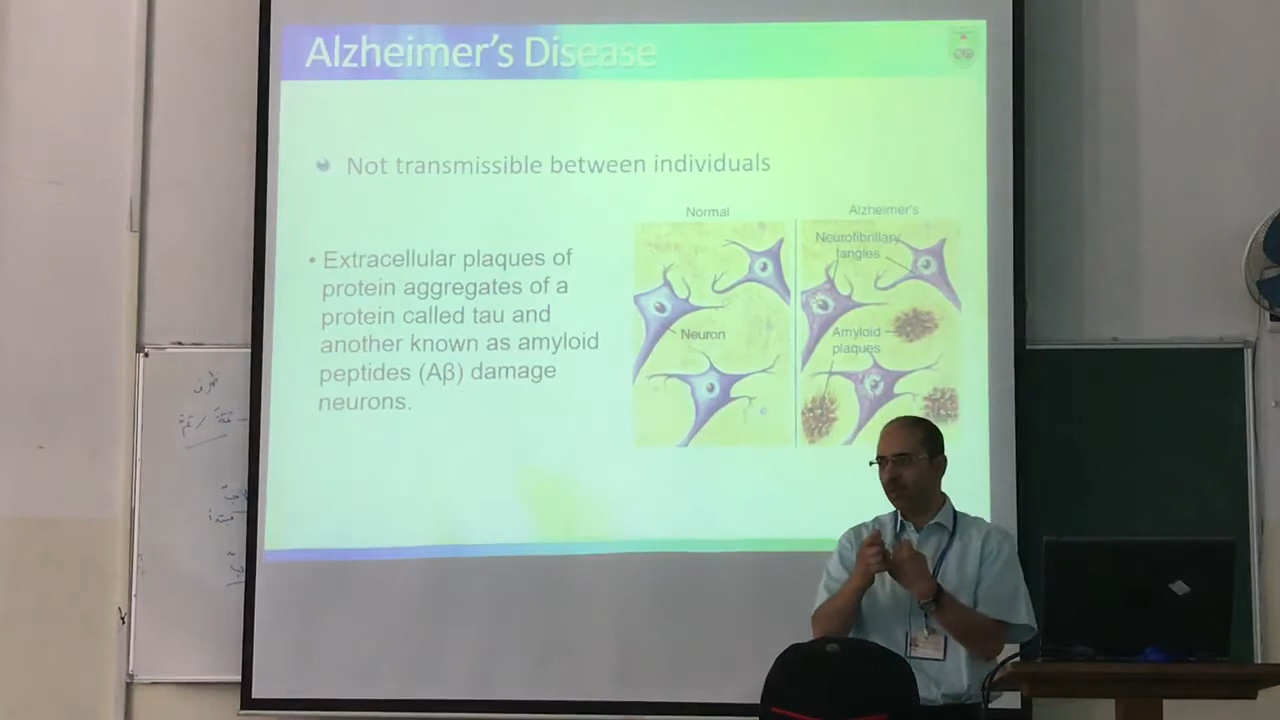 Alzheimer's Disease
Not transmissible between individuals
• Extracellular plaques of
protein aggregates of a
protein called tau and
another known as amyloid
peptides (Aβ) damage
neurons.
Normal
Neuron
Alzheimer's
Neurofibrillary
tangles
Amyloid
plaques
ظرف